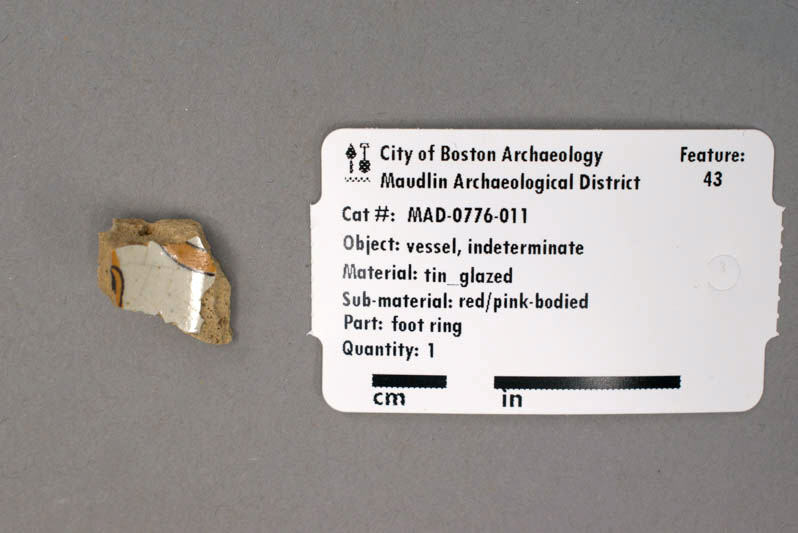 City of Boston Archaeology
Maudlin Archaeological District
Feature:
43
Cat #: MAD-0776-011
Object: vessel, indeterminate
Material: tin_glazed
Sub-material: red/pink-bodied
Part: foot ring
Quantity: 1
cm
in